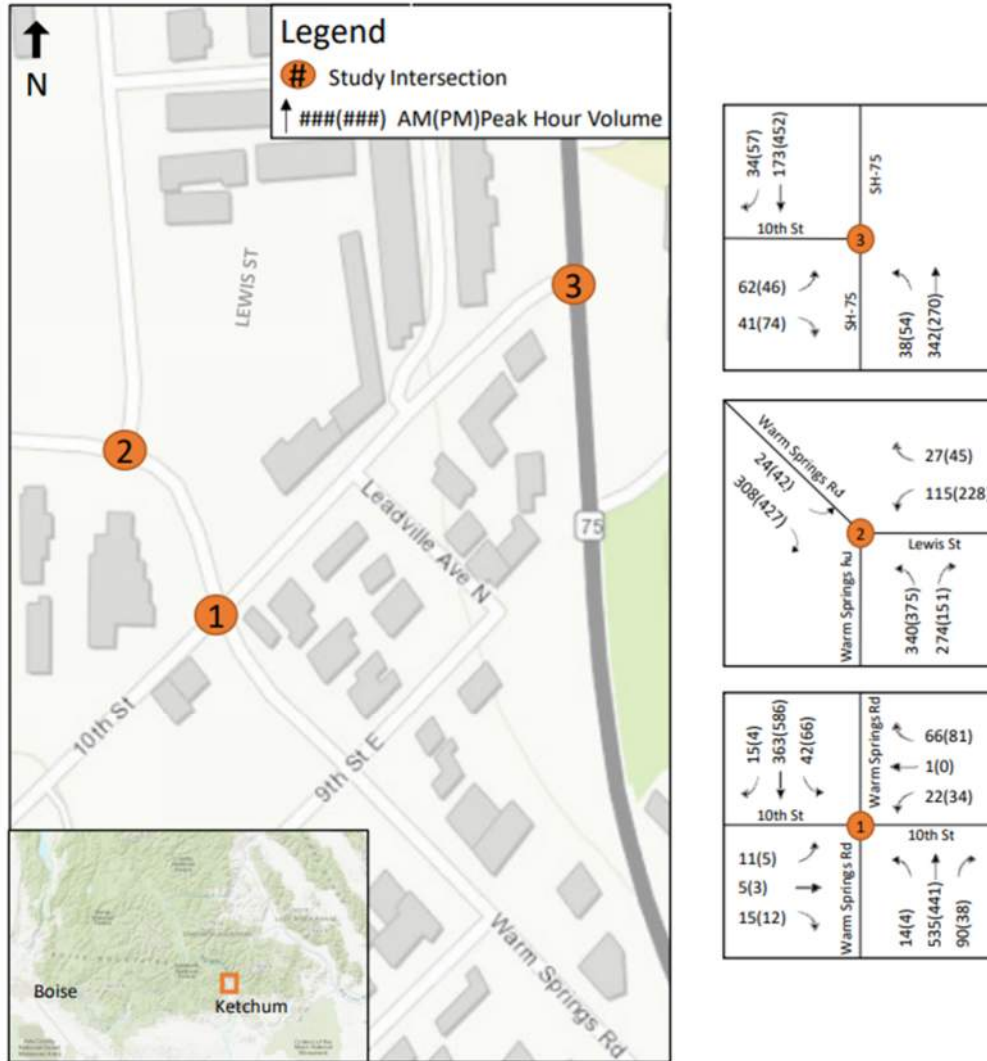 N
Legend
# Study Intersection
###(###) AM(PM)Peak Hour Volume
LEWIS ST
3
2
Leadville Ave N
75
1
10th St
9th St E
Warm Springs Rd
Boise
Ketchum
34(57)
173(452)
SH-75
10th St
3
62(46)
41(74)
SH-75
38(54)
342(270)
Warm Springs Rd
24(42)
308(427)
27(45)
115(228)
2
Lewis St
Warm Springs Rd
340(375)
274(151)
15(4)
363(586)
42(66)
Warm Springs Rd
66(81)
1(0)
22(34)
10th St
1
10th St
11(5)
5(3)
15(12)
Warm Springs Rd
14(4)
535(441)
90(38)